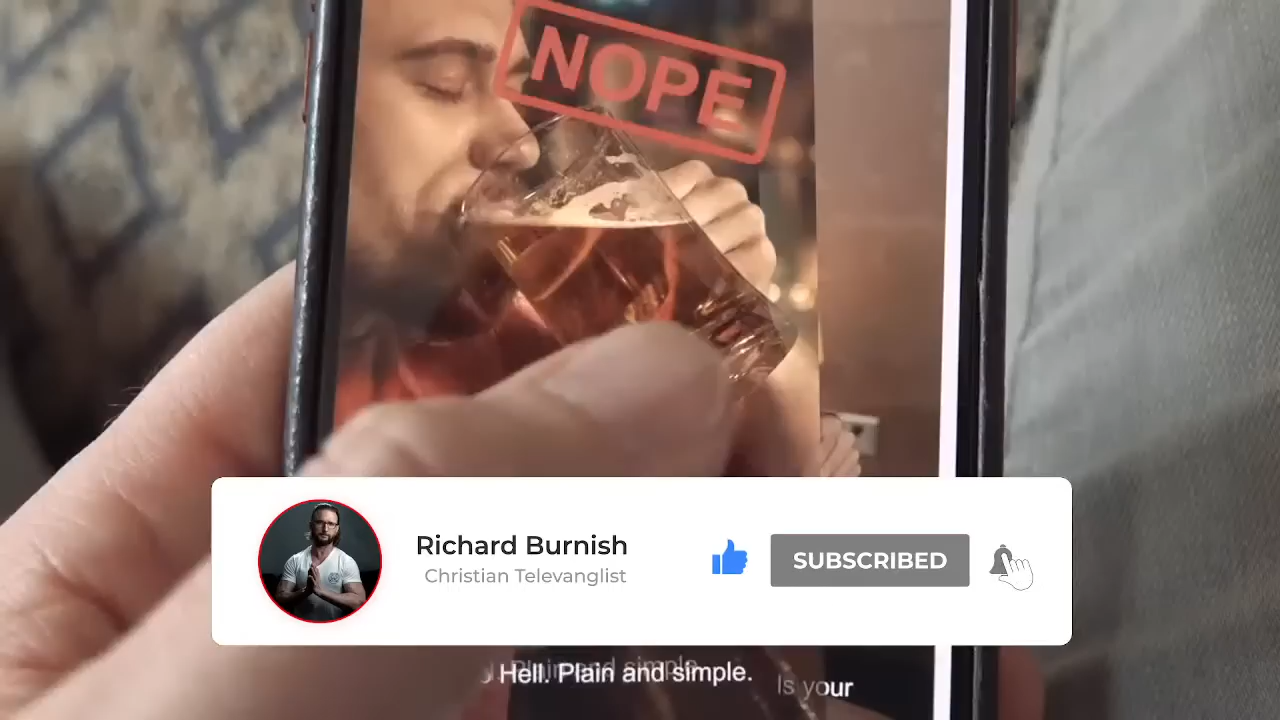 NOPE
Richard Burnish
Christian Televanglist
SUBSCRIBED
Hell. Plain and simple.
Is your